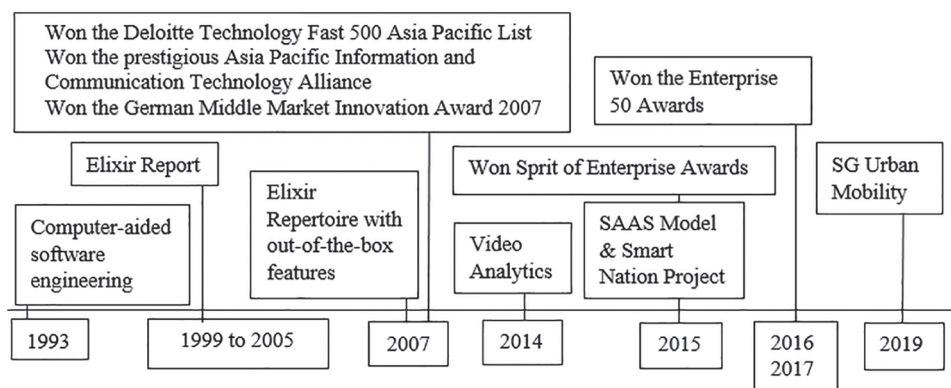 Won the Deloitte Technology Fast 500 Asia Pacific List
Won the prestigious Asia Pacific Information and
Communication Technology Alliance
Won the German Middle Market Innovation Award 2007
Won the Enterprise
50 Awards
Elixir Report
Won Sprit of Enterprise Awards
SG Urban
Mobility
Computer-aided
software
engineering
Elixir
Repertoire with
out-of-the-box
features
Video
Analytics
SAAS Model
& Smart
Nation Project
1993
1999 to 2005
2007
2014
2015
2016
2017
2019